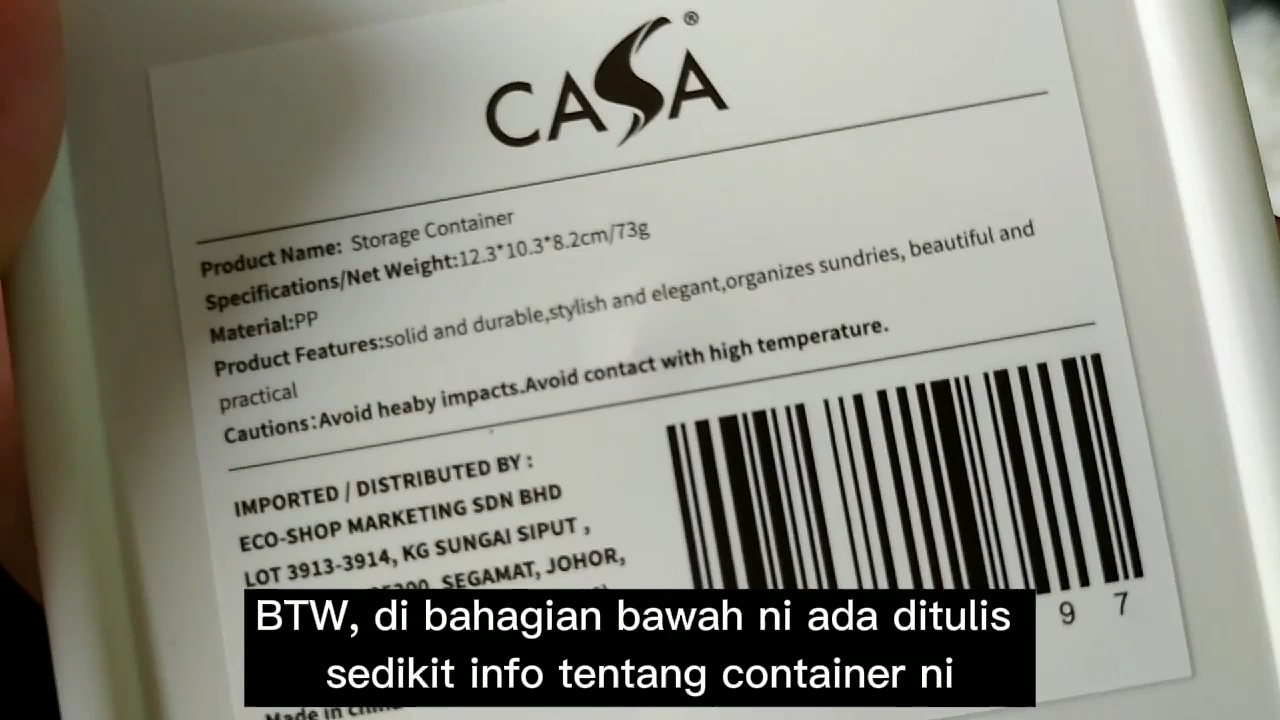 CASA®
Product Name: Storage Container
Specifications/Net Weight:12.3*10.3*8.2cm/73g
Material:PP
Product Features:solid and durable,stylish and elegant,organizes sundries, beautiful and
practical
Cautions:Avoid heaby impacts.Avoid contact with high temperature.
IMPORTED / DISTRIBUTED BY :
ECO-SHOP MARKETING SDN BHD
LOT 3913-3914, KG SUNGAI SIPUT ,
SEGAMAT, JOHOR,
9 7
BTW, di bahagian bawah ni ada ditulis
sedikit info tentang container ni
Made in